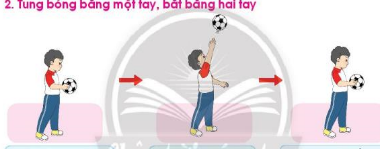 2. Tung bóng bằng một tay, bắt bằng hai tay